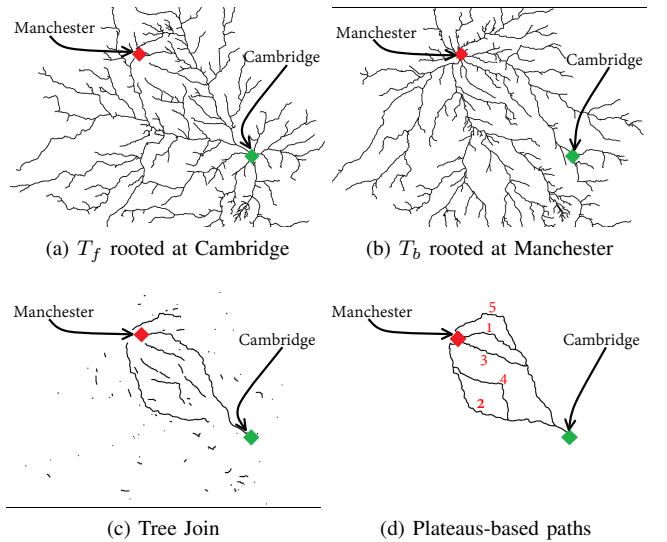 Manchester
Cambridge
(a) T_f rooted at Cambridge
Manchester
Cambridge
(b) T_b rooted at Manchester
Manchester
Cambridge
(c) Tree Join
Manchester
5
1
3
4
2
Cambridge
(d) Plateaus-based paths